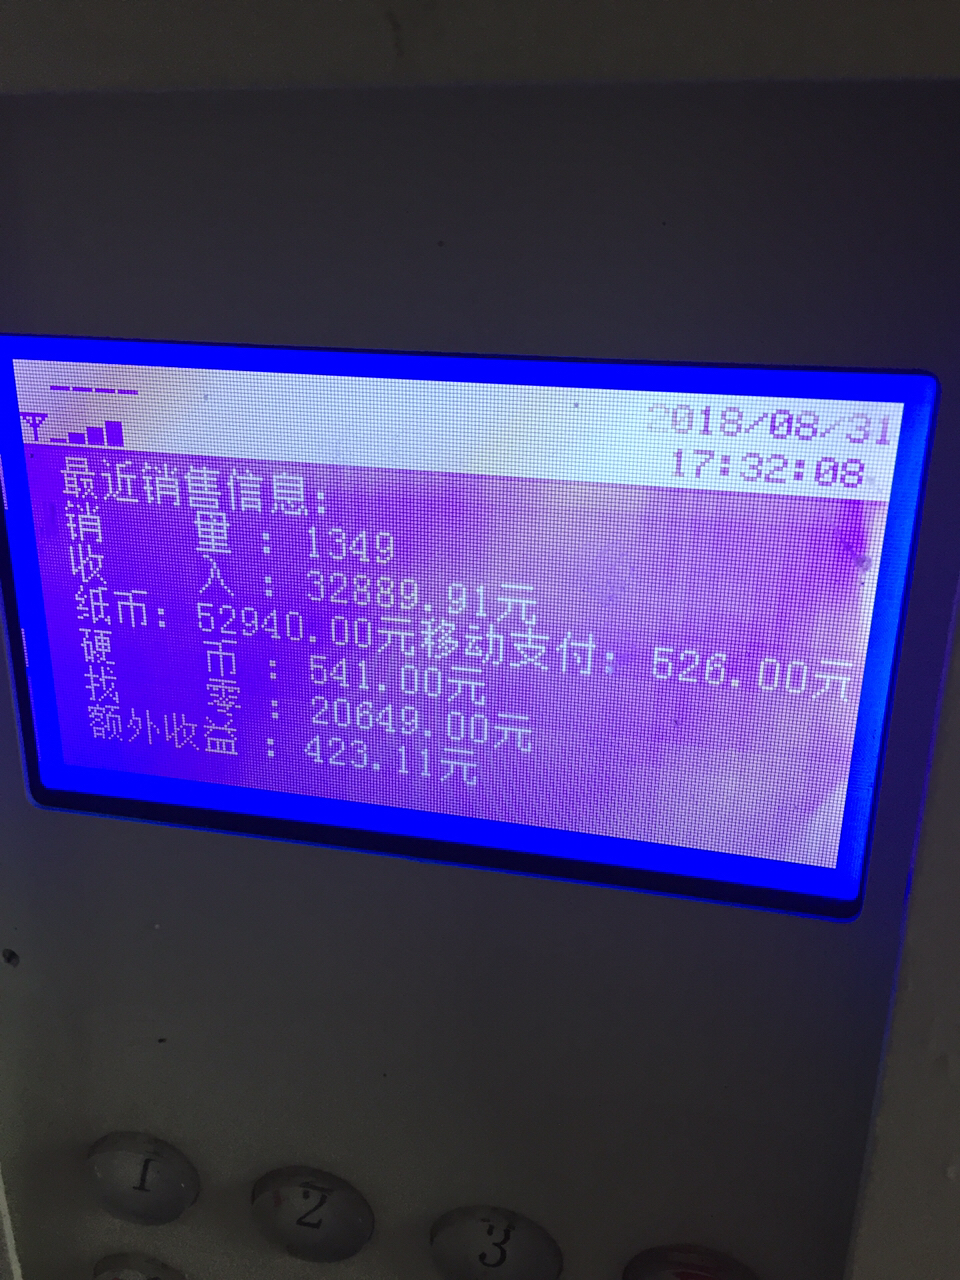 2018/08/31
17:32:08
最近销售信息:
销 量 : 1349
收 入 : 32889.91元
纸币: 52940.00元移动支付: 526.00元
硬 币 : 541.00元
找 零 : 20649.00元
额外收益 : 423.11元
1 2 3